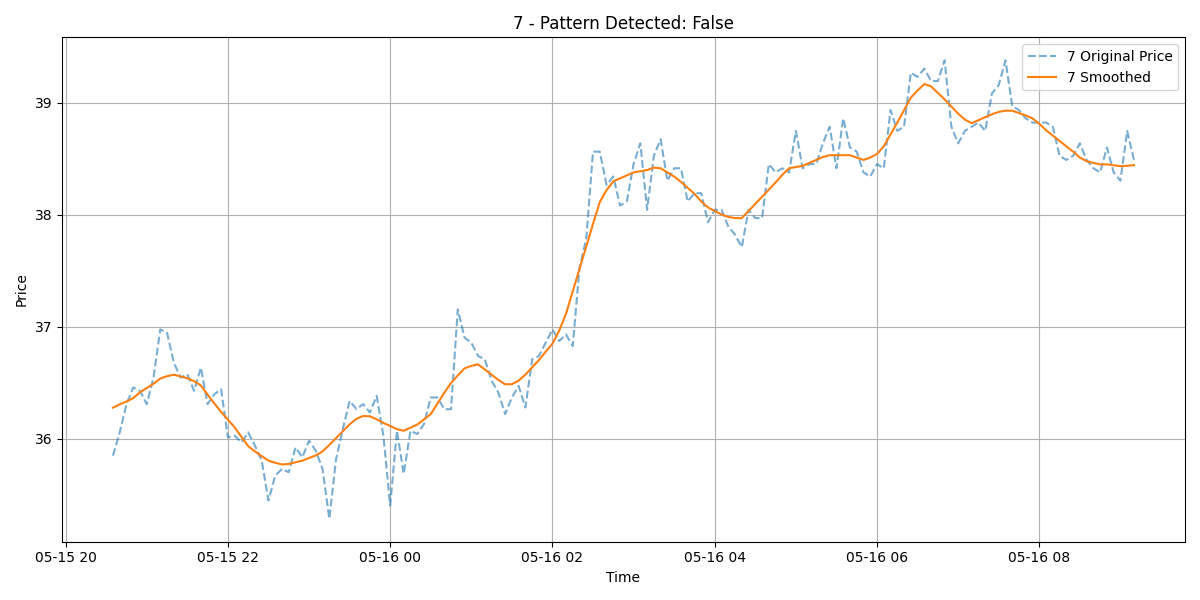 7 - Pattern Detected: False
7 Original Price
7 Smoothed
Price
39
38
37
36
05-15 20
05-15 22
05-16 00
05-16 02
05-16 04
05-16 06
05-16 08
Time